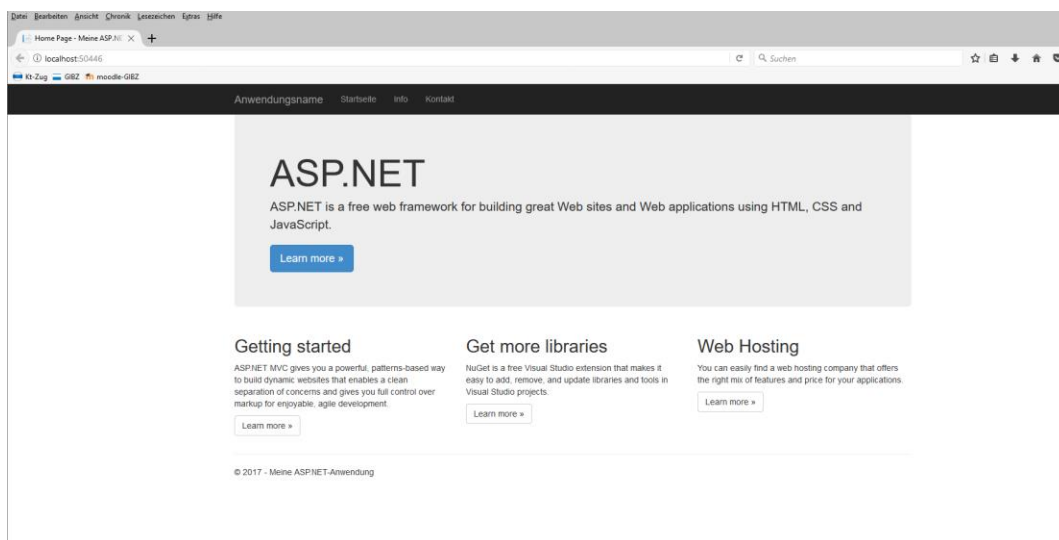 Datei Bearbeiten Ansicht Chronik Lesezeichen Extras Hilfe
Home Page - Meine ASP.NE
localhost:50446
Suchen
Kt-Zug GIBZ moodle-GIBZ
Anwendungsname Startseite Info Kontakt
ASP.NET
ASP.NET is a free web framework for building great Web sites and Web applications using HTML, CSS and
JavaScript.
Learn more »
Getting started
ASP.NET MVC gives you a powerful, patterns-based way
to build dynamic websites that enables a clean
separation of concerns and gives you full control over
markup for enjoyable, agile development.
Learn more »
Get more libraries
NuGet is a free Visual Studio extension that makes it
easy to add, remove, and update libraries and tools in
Visual Studio projects.
Learn more »
Web Hosting
You can easily find a web hosting company that offers
the right mix of features and price for your applications.
Learn more »
© 2017 - Meine ASP.NET-Anwendung